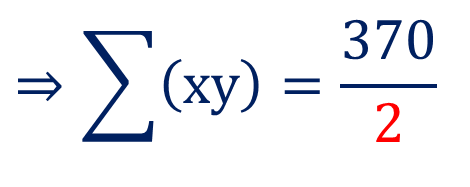 ⇒ ∑(xy) = 370/2